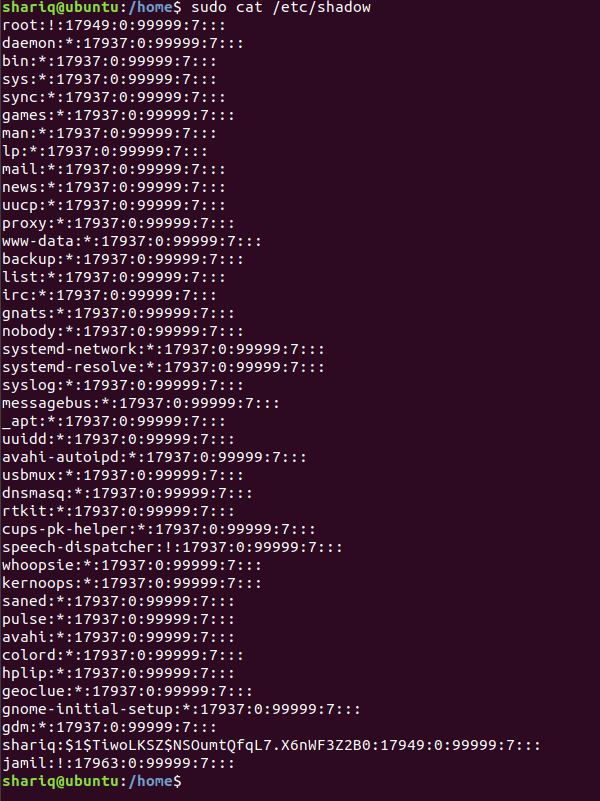 shariq@ubuntu:/home$ sudo cat /etc/shadow
root:!:17949:0:99999:7:::
daemon:*:17937:0:99999:7:::
bin:*:17937:0:99999:7:::
sys:*:17937:0:99999:7:::
sync:*:17937:0:99999:7:::
games:*:17937:0:99999:7:::
man:*:17937:0:99999:7:::
lp:*:17937:0:99999:7:::
mail:*:17937:0:99999:7:::
news:*:17937:0:99999:7:::
uucp:*:17937:0:99999:7:::
proxy:*:17937:0:99999:7:::
www-data:*:17937:0:99999:7:::
backup:*:17937:0:99999:7:::
list:*:17937:0:99999:7:::
irc:*:17937:0:99999:7:::
gnats:*:17937:0:99999:7:::
nobody:*:17937:0:99999:7:::
systemd-network:*:17937:0:99999:7:::
systemd-resolve:*:17937:0:99999:7:::
syslog:*:17937:0:99999:7:::
messagebus:*:17937:0:99999:7:::
_apt:*:17937:0:99999:7:::
uuidd:*:17937:0:99999:7:::
avahi-autoipd:*:17937:0:99999:7:::
usbmux:*:17937:0:99999:7:::
dnsmasq:*:17937:0:99999:7:::
rtkit:*:17937:0:99999:7:::
cups-pk-helper:*:17937:0:99999:7:::
speech-dispatcher:!:17937:0:99999:7:::
whoopsie:*:17937:0:99999:7:::
kernoops:*:17937:0:99999:7:::
saned:*:17937:0:99999:7:::
pulse:*:17937:0:99999:7:::
avahi:*:17937:0:99999:7:::
colord:*:17937:0:99999:7:::
hplip:*:17937:0:99999:7:::
geoclue:*:17937:0:99999:7:::
gnome-initial-setup:*:17937:0:99999:7:::
gdm:*:17937:0:99999:7:::
shariq:$1$TiwoLKSZ$NSOumtQfqL7.X6nWF3Z2B0:17949:0:99999:7:::
jamil:!:17963:0:99999:7:::
shariq@ubuntu:/home$